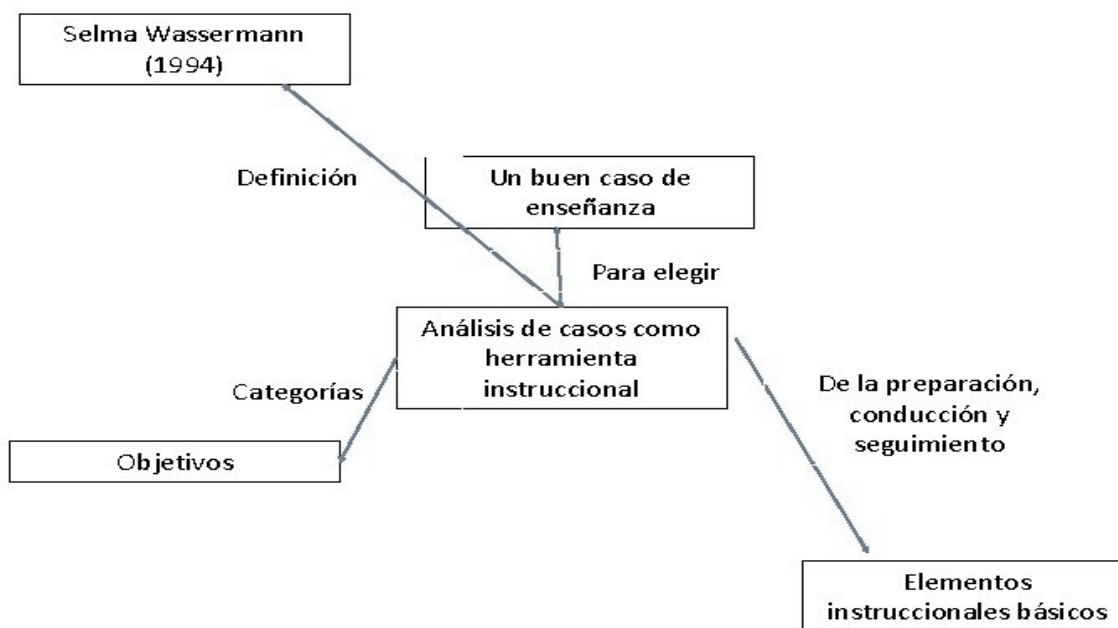 Selma Wassermann
(1994)
Definición
Un buen caso de
enseñanza
Para elegir
Análisis de casos como
herramienta
instruccional
Categorías
De la preparación,
conducción y
seguimiento
Objetivos
Elementos
instruccionales básicos